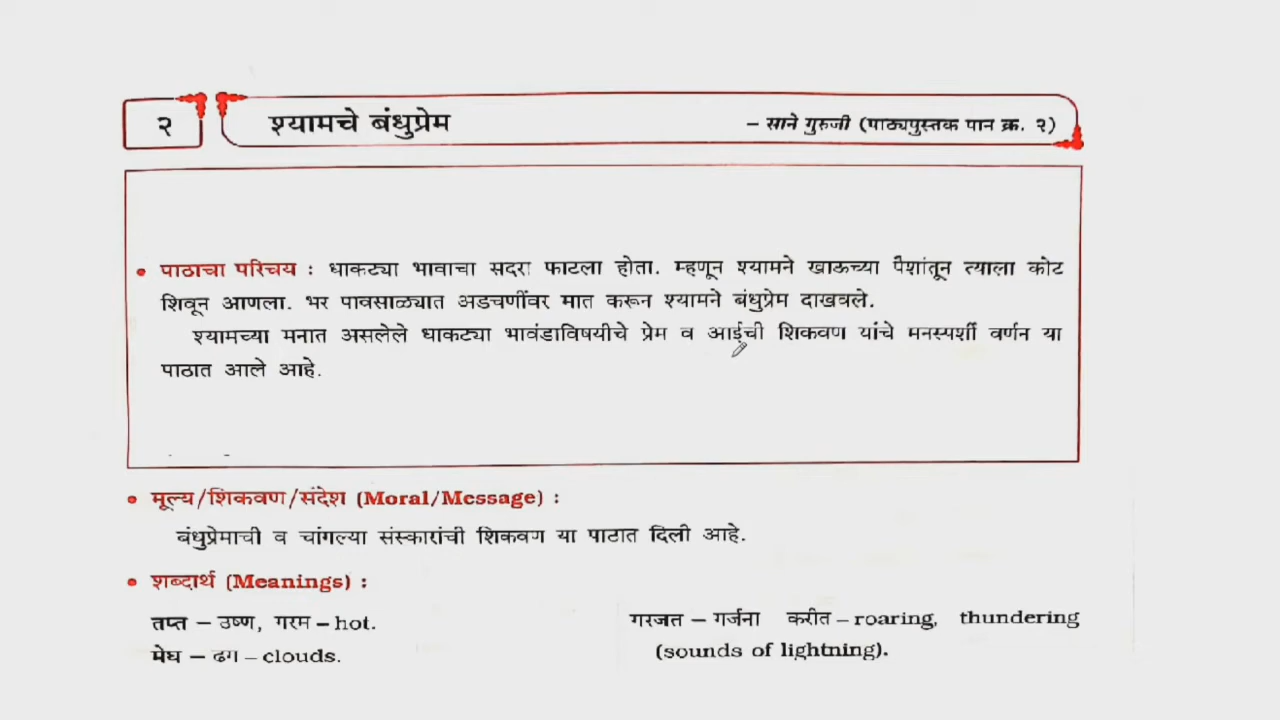 २
श्यामचे बंधुप्रेम
– साने गुरुजी (पाठ्यपुस्तक पान क्र. २)
• पाठाचा परिचय : धाकट्या भावाचा सदरा फाटला होता. म्हणून श्यामने खाऊच्या पैशांतून त्याला कोट
शिवून आणला. भर पावसाळ्यात अडचणींवर मात करून श्यामने बंधुप्रेम दाखवले.
श्यामच्या मनात असलेले धाकट्या भावंडाविषयीचे प्रेम व आईची शिकवण यांचे मनस्पर्शी वर्णन या
पाठात आले आहे.
• मूल्य/शिकवण/संदेश (Moral/Message) :
बंधुप्रेमाची व चांगल्या संस्कारांची शिकवण या पाठात दिली आहे.
• शब्दार्थ (Meanings) :
तप्त – उष्ण, गरम – hot.
मेघ – ढग – clouds.
गरजत – गर्जना करीत – roaring, thundering
(sounds of lightning).